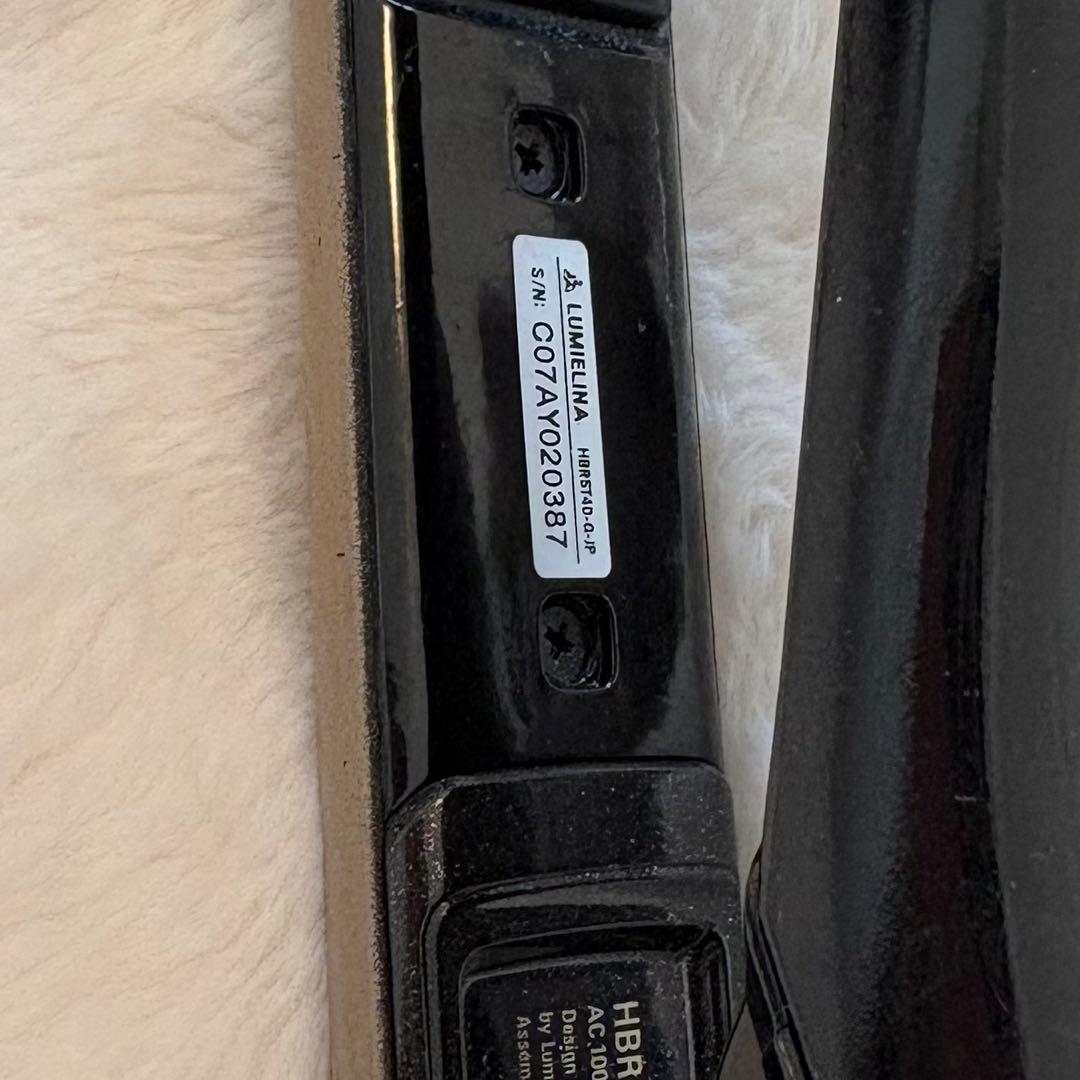 LUMIELINA HBRST4D-G-JP
S/N: C07AY020387
HBR
AC 100
Design
by Lum
Assem